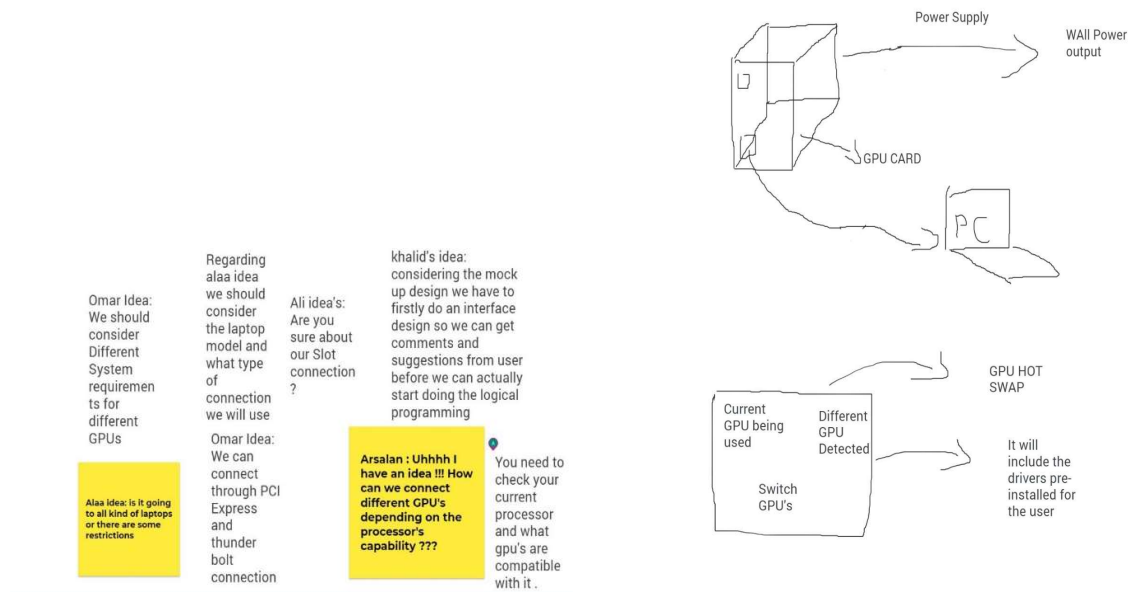 Power Supply
WAll Power
output
GPU CARD
PC
Omar Idea:
We should
consider
Different
System
requiremen
ts for
different
GPUs
Regarding
alaa idea
we should
consider
the laptop
model and
what type
of
connection
we will use
Ali idea's:
Are you
sure about
our Slot
connection
?
khalid's idea:
considering the mock
up design we have to
firstly do an interface
design so we can get
comments and
suggestions from user
before we can actually
start doing the logical
programming
Alaa idea: is it going
to all kind of laptops
or there are some
restrictions
Omar Idea:
We can
connect
through PCI
Express
and
thunder
bolt
connection
Arsalan : Uhhhh I
have an idea !!! How
can we connect
different GPU's
depending on the
processor's
capability ???
A
You need to
check your
current
processor
and what
gpu's are
compatible
with it .
GPU HOT
SWAP
Current
GPU being
used
Different
GPU
Detected
Switch
GPU's
It will
include the
drivers pre-
installed for
the user